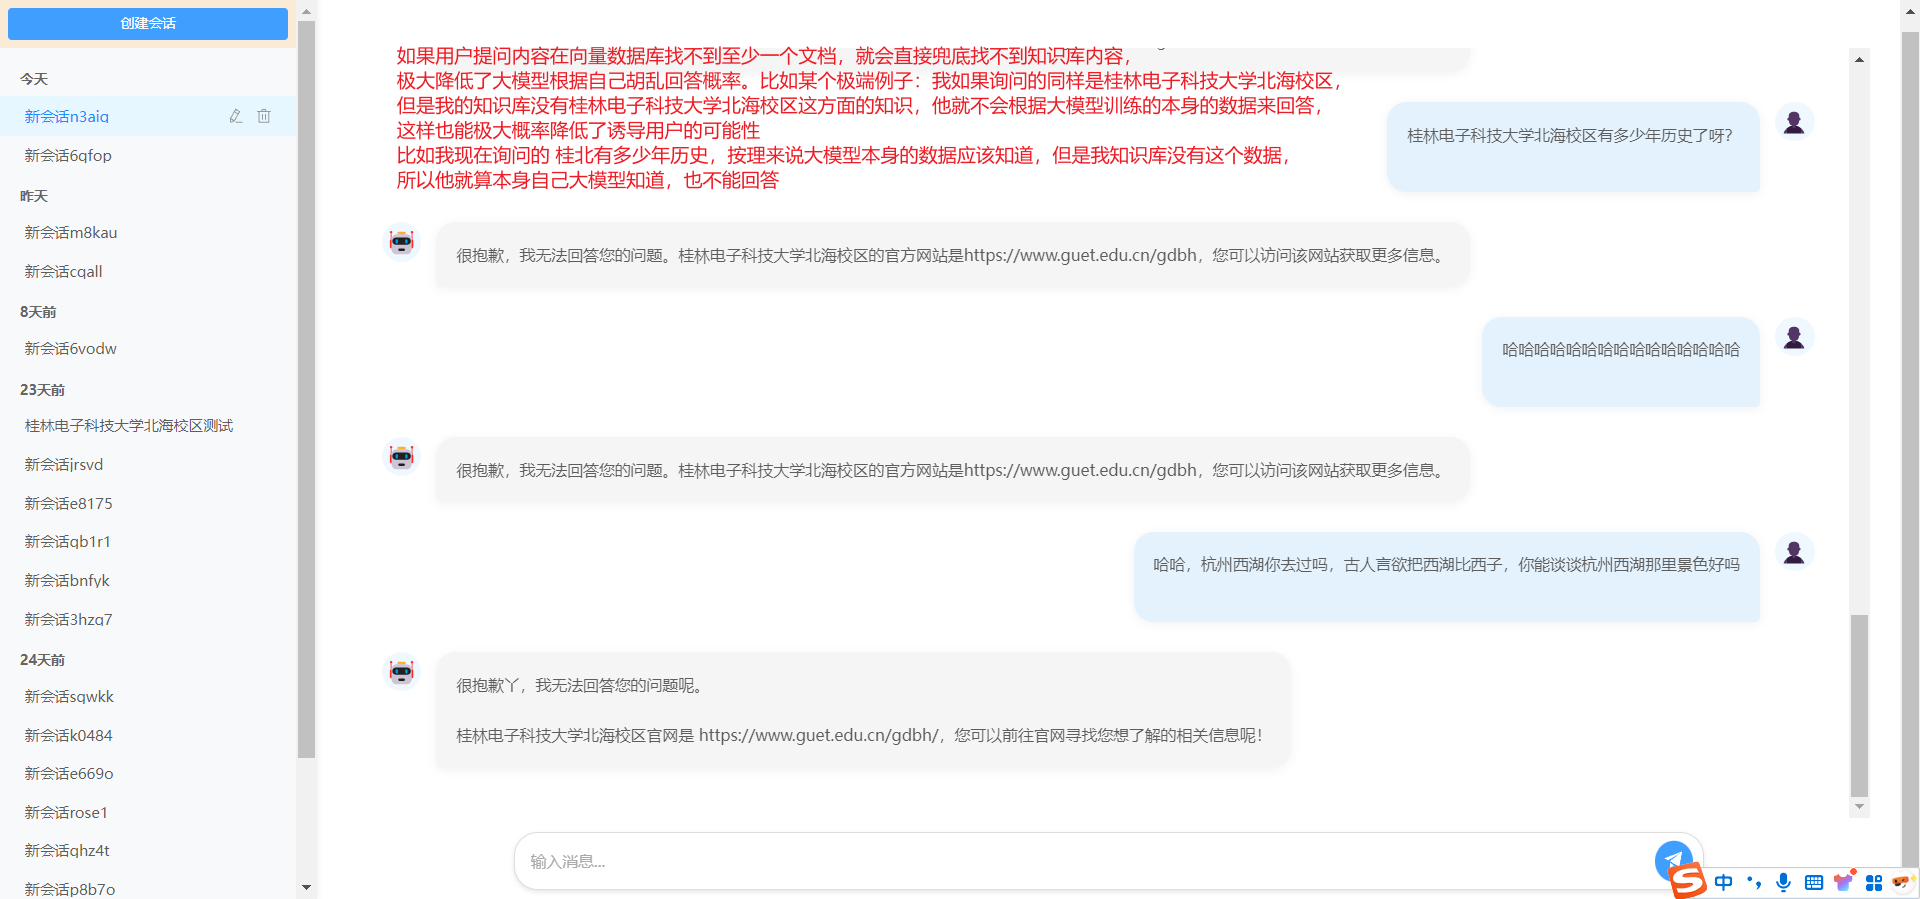 创建会话
今天
新会话n3aiq
新会话6qfop
昨天
新会话m8kau
新会话cqall
8天前
新会话6vodw
23天前
桂林电子科技大学北海校区测试
新会话jrsvd
新会话e8175
新会话qb1r1
新会话bnfyk
新会话3hzq7
24天前
新会话sqwkk
新会话k0484
新会话e669o
新会话rose1
新会话qhz4t
新会话p8b7o
如果用户提问内容在向量数据库找不到至少一个文档，就会直接兜底找不到知识库内容，
极大降低了大模型根据自己胡乱回答概率。比如某个极端例子：我如果询问的同样是桂林电子科技大学北海校区，
但是我的知识库没有桂林电子科技大学北海校区这方面的知识，他就不会根据大模型训练的本身的数据来回答，
这样也能极大概率降低了诱导用户的可能性
比如我现在询问的 桂北有多少年历史，按理来说大模型本身的数据应该知道，但是我知识库没有这个数据，
所以他就算本身自己大模型知道，也不能回答
桂林电子科技大学北海校区有多少年历史了呀？
很抱歉，我无法回答您的问题。桂林电子科技大学北海校区的官方网站是https://www.guet.edu.cn/gdbh，您可以访问该网站获取更多信息。
哈哈哈哈哈哈哈哈哈哈哈哈哈哈哈
很抱歉，我无法回答您的问题。桂林电子科技大学北海校区的官方网站是https://www.guet.edu.cn/gdbh，您可以访问该网站获取更多信息。
哈哈，杭州西湖你去过吗，古人言欲把西湖比西子，你能谈谈杭州西湖那里景色好吗
很抱歉丫，我无法回答您的问题呢。
桂林电子科技大学北海校区官网是 https://www.guet.edu.cn/gdbh/，您可以前往官网寻找您想了解的相关信息呢！
输入消息...
中